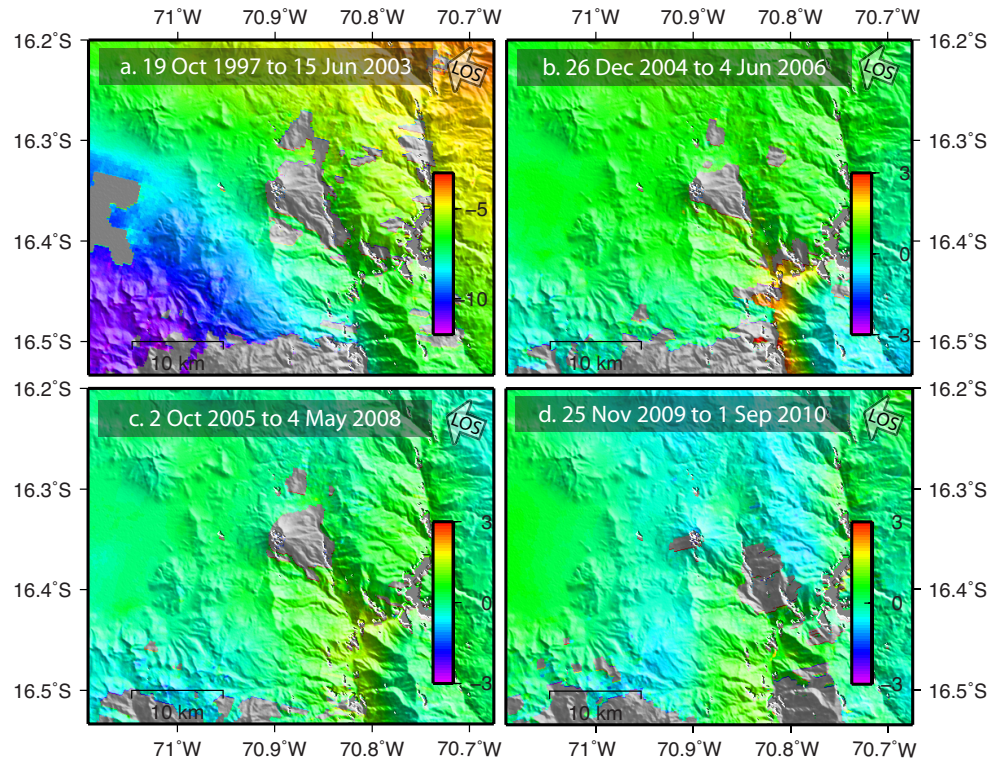 71˚W 70.9˚W 70.8˚W 70.7˚W 71˚W 70.9˚W 70.8˚W 70.7˚W
16.2˚S a. 19 Oct 1997 to 15 Jun 2003 LOS b. 26 Dec 2004 to 4 Jun 2006 LOS 16.2˚S
16.3˚S 16.3˚S
3
−5
16.4˚S 0 16.4˚S
−10
16.5˚S −3 16.5˚S
10 km 10 km
16.2˚S c. 2 Oct 2005 to 4 May 2008 LOS d. 25 Nov 2009 to 1 Sep 2010 LOS 16.2˚S
16.3˚S 16.3˚S
3 3
16.4˚S 0 0 16.4˚S
16.5˚S −3 −3 16.5˚S
10 km 10 km
71˚W 70.9˚W 70.8˚W 70.7˚W 71˚W 70.9˚W 70.8˚W 70.7˚W